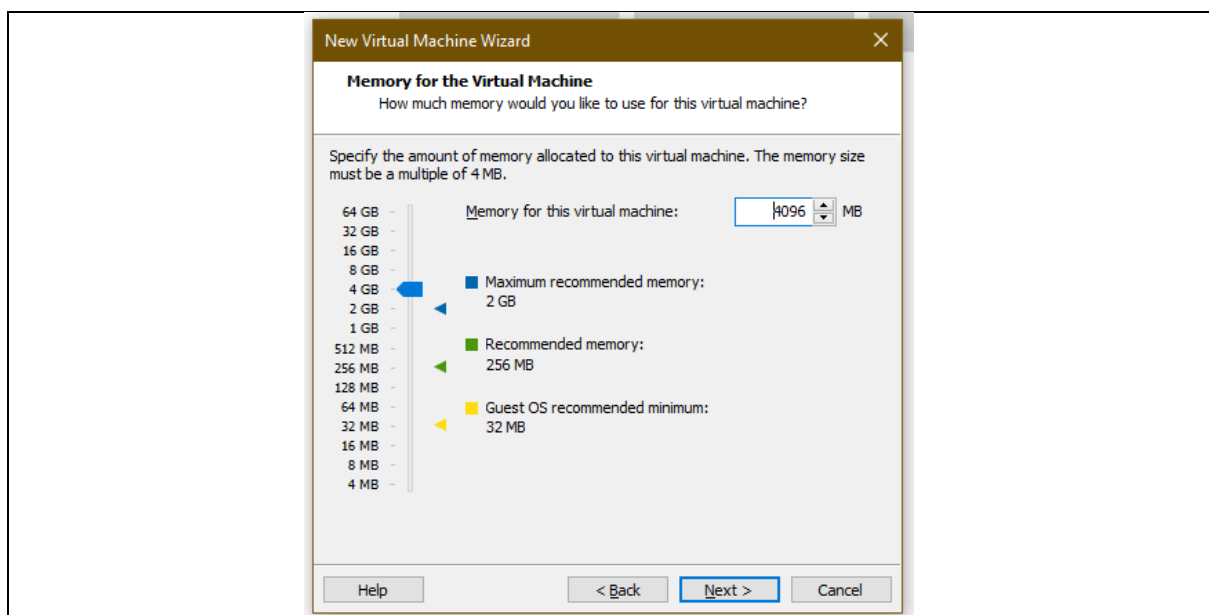 New Virtual Machine Wizard
Memory for the Virtual Machine
How much memory would you like to use for this virtual machine?
Specify the amount of memory allocated to this virtual machine. The memory size
must be a multiple of 4 MB.
64 GB
Memory for this virtual machine: 4096 MB
32 GB
16 GB
8 GB
4 GB
2 GB
1 GB
512 MB
256 MB
128 MB
64 MB
32 MB
16 MB
8 MB
4 MB
Maximum recommended memory:
2 GB
Recommended memory:
256 MB
Guest OS recommended minimum:
32 MB
Help
< Back
Next >
Cancel